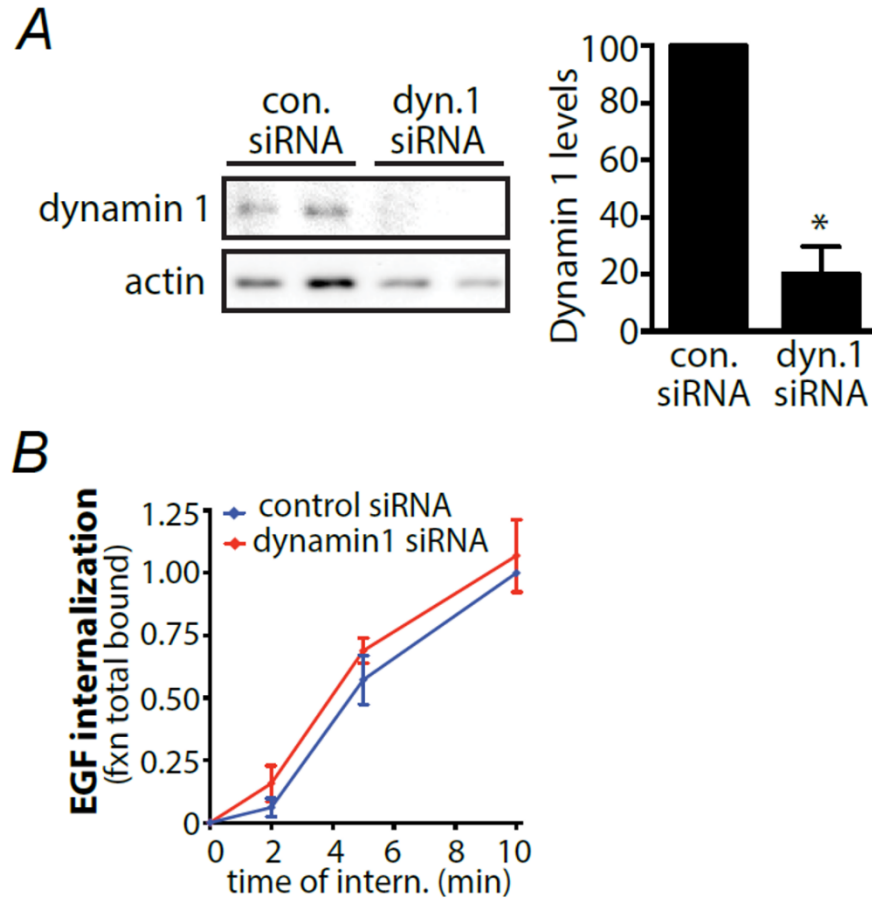 A
con.
siRNA
dyn.1
siRNA
dynamin 1
actin
Dynamin 1 levels
100
80
60
40
20
0
*
con.
siRNA
dyn.1
siRNA
B
EGF internalization
(fxn total bound)
1.25
1.00
0.75
0.50
0.25
0
control siRNA
dynamin1 siRNA
0 2 4 6 8 10
time of intern. (min)